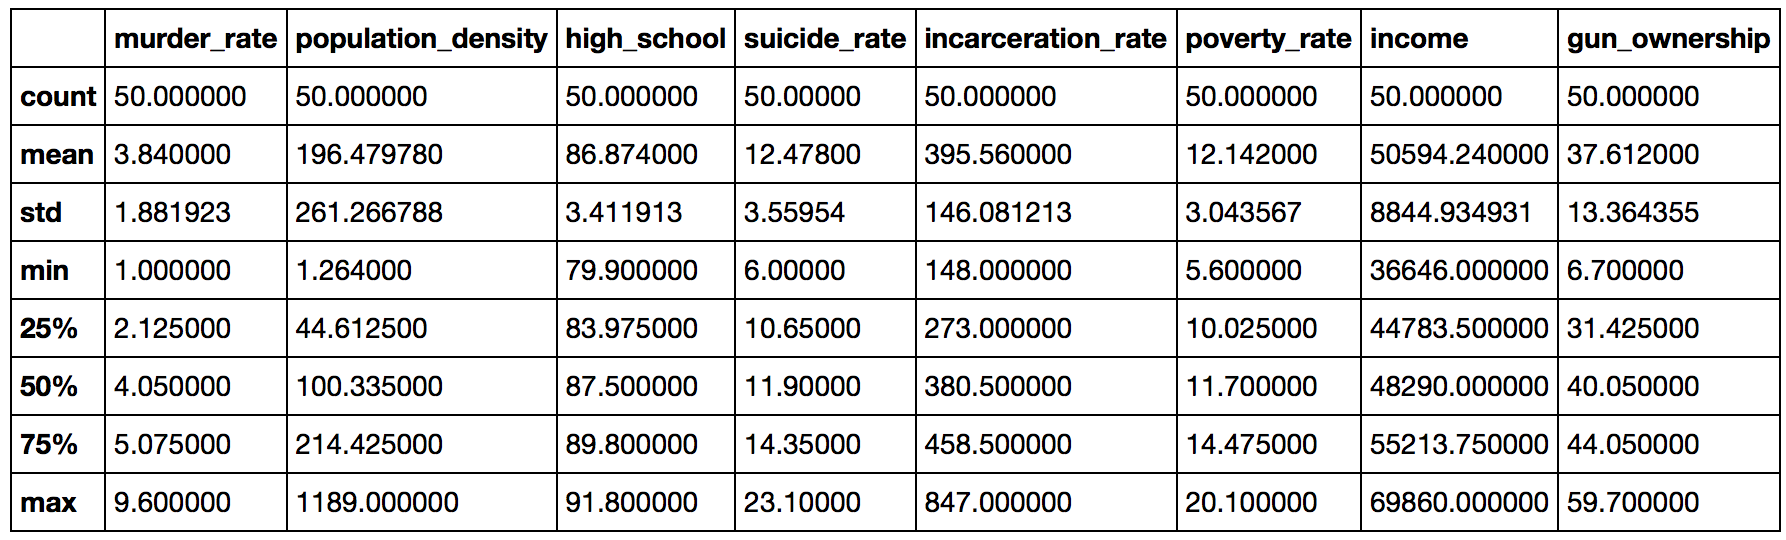 murder_rate population_density high_school suicide_rate incarceration_rate poverty_rate income gun_ownership
count 50.000000 50.000000 50.000000 50.00000 50.000000 50.000000 50.000000 50.000000
mean 3.840000 196.479780 86.874000 12.47800 395.560000 12.142000 50594.240000 37.612000
std 1.881923 261.266788 3.411913 3.55954 146.081213 3.043567 8844.934931 13.364355
min 1.000000 1.264000 79.900000 6.00000 148.000000 5.600000 36646.000000 6.700000
25% 2.125000 44.612500 83.975000 10.65000 273.000000 10.025000 44783.500000 31.425000
50% 4.050000 100.335000 87.500000 11.90000 380.500000 11.700000 48290.000000 40.050000
75% 5.075000 214.425000 89.800000 14.35000 458.500000 14.475000 55213.750000 44.050000
max 9.600000 1189.000000 91.800000 23.10000 847.000000 20.100000 69860.000000 59.700000